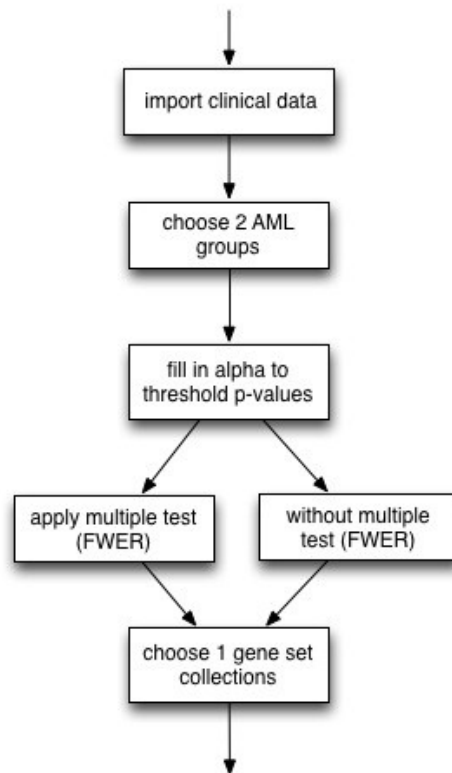 import clinical data
choose 2 AML
groups
fill in alpha to
threshold p-values
apply multiple test
(FWER)
without multiple
test (FWER)
choose 1 gene set
collections